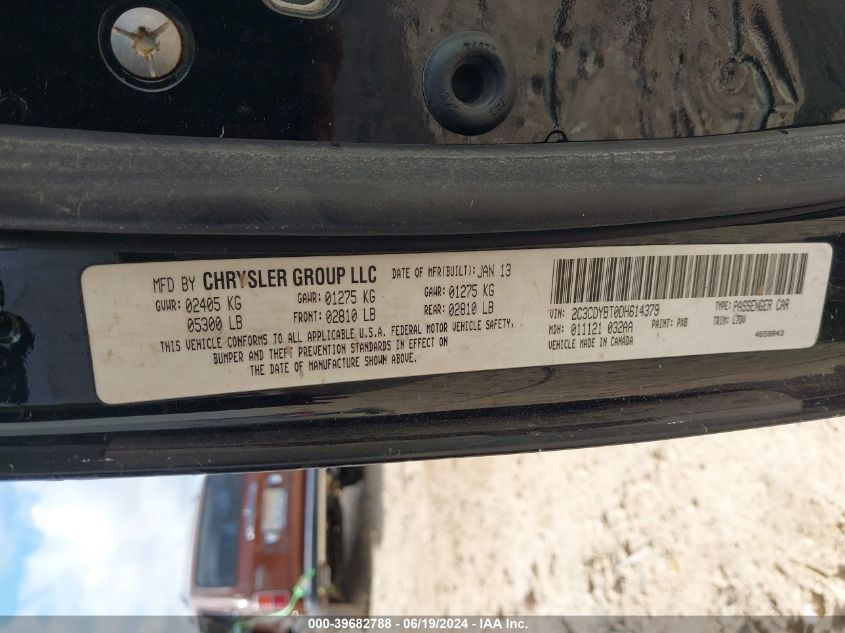 MFD BY CHRYSLER GROUP LLC DATE OF MFR(BUILT): JAN 13
GVWR: 02405 KG GAWR: 01275 KG GAWR: 01275 KG
05300 LB FRONT: 02810 LB REAR: 02810 LB
THIS VEHICLE CONFORMS TO ALL APPLICABLE U.S.A. FEDERAL MOTOR VEHICLE SAFETY,
BUMPER AND THEFT PREVENTION STANDARDS IN EFFECT ON
THE DATE OF MANUFACTURE SHOWN ABOVE.
VIN: 2C3CDYBT0DH614379 TYPE: PASSENGER CAR
MDH: 011121 032AA PAINT: PX8 TRIM: L7DV
VEHICLE MADE IN CANADA 4658843
000-39682788 - 06/19/2024 - IAA Inc.